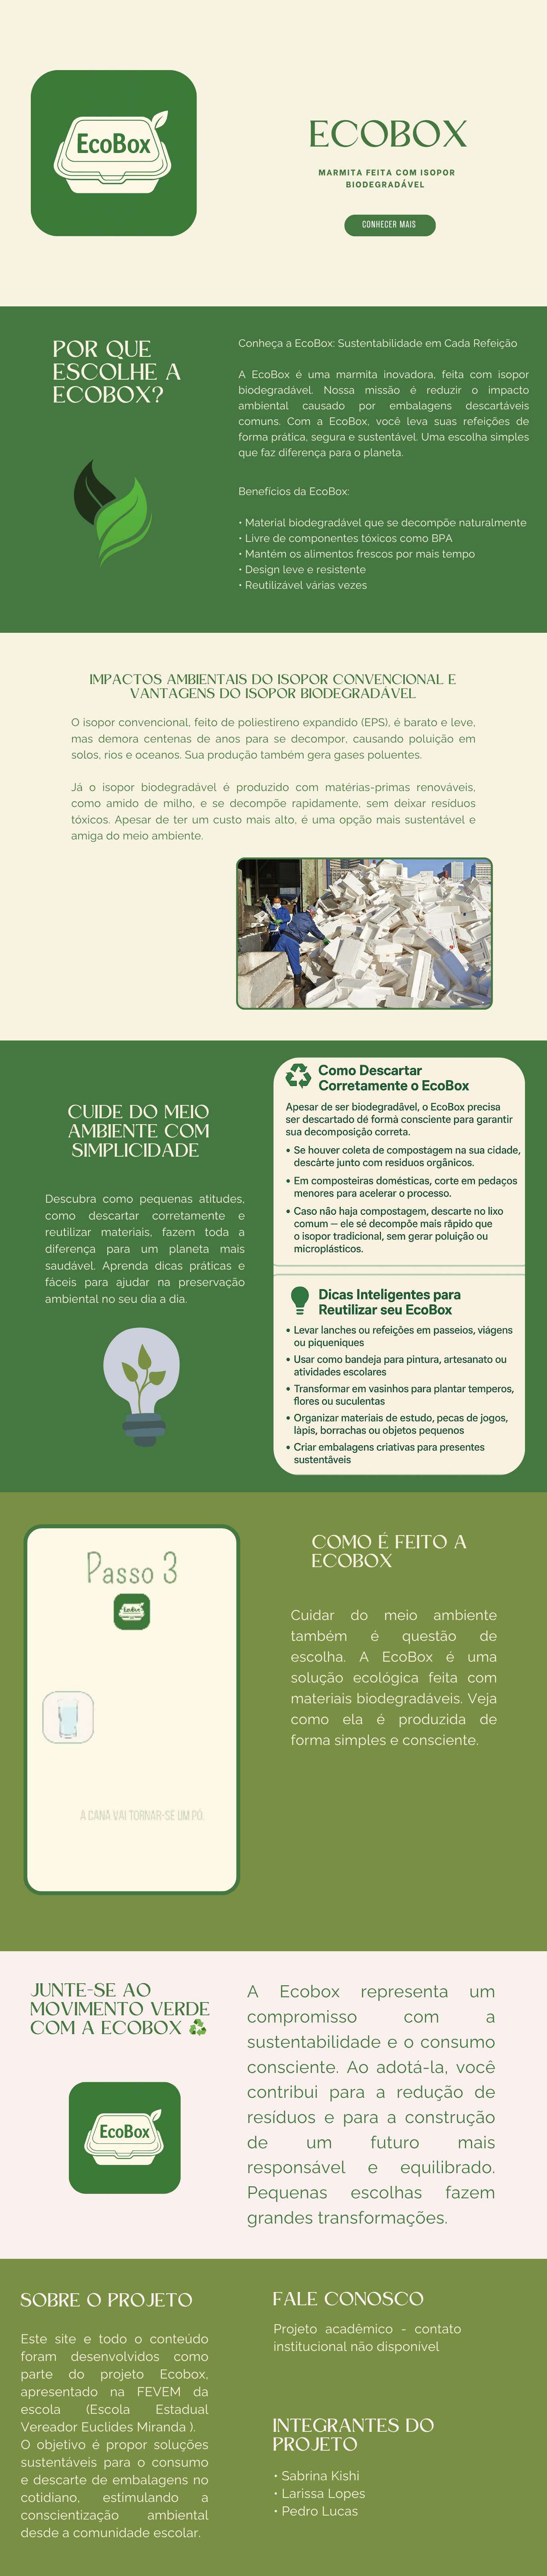 EcoBox
ECOBOX
MARMITA FEITA COM ISOPOR
BIODEGRADÁVEL
CONHECER MAIS
POR QUE
ESCOLHE A
ECOBOX?
Conheça a EcoBox: Sustentabilidade em Cada Refeição
A EcoBox é uma marmita inovadora, feita com isopor
biodegradável. Nossa missão é reduzir o impacto
ambiental causado por embalagens descartáveis
comuns. Com a EcoBox, você leva suas refeições de
forma prática, segura e sustentável. Uma escolha simples
que faz diferença para o planeta.
Benefícios da EcoBox:
• Material biodegradável que se decompõe naturalmente
• Livre de componentes tóxicos como BPA
• Mantém os alimentos frescos por mais tempo
• Design leve e resistente
• Reutilizável várias vezes
IMPACTOS AMBIENTAIS DO ISOPOR CONVENCIONAL E
VANTAGENS DO ISOPOR BIODEGRADÁVEL
O isopor convencional, feito de poliestireno expandido (EPS), é barato e leve,
mas demora centenas de anos para se decompor, causando poluição em
solos, rios e oceanos. Sua produção também gera gases poluentes.
Já o isopor biodegradável é produzido com matérias-primas renováveis,
como amido de milho, e se decompõe rapidamente, sem deixar resíduos
tóxicos. Apesar de ter um custo mais alto, é uma opção mais sustentável e
amiga do meio ambiente.
CUIDE DO MEIO
AMBIENTE COM
SIMPLICIDADE
Descubra como pequenas atitudes,
como descartar corretamente e
reutilizar materiais, fazem toda a
diferença para um planeta mais
saudável. Aprenda dicas práticas e
fáceis para ajudar na preservação
ambiental no seu dia a dia.
Como Descartar
Corretamente o EcoBox
Apesar de ser biodegradável, o EcoBox precisa
ser descartado dé formà consciente para garantir
sua decomposição correta.
• Se houver coleta de compostagem na sua cidade,
descàrte junto com residuos orgãnicos.
• Em composteiras domésticas, corte em pedaços
menores para acelerar o processo.
• Caso não haja compostagem, descarte no lixo
comum — ele sé decompõe mais râpido que
o isopor tradicional, sem gerar poluição ou
microplásticos.
Dicas Inteligentes para
Reutilizar seu EcoBox
• Levar lanches ou refeições em passeios, viágens
ou piqueniques
• Usar como bandeja para pintura, artesanato ou
atividades escolares
• Transformar em vasinhos para plantar temperos,
flores ou suculentas
• Organizar materiais de estudo, pecas de jogos,
làpis, borrachas ou objetos pequenos
• Criar embalagens criativas para presentes
sustentâveis
Passo 3
EcoBox
A CANA VAI TORNAR-SE UM PÓ.
COMO É FEITO A
ECOBOX
Cuidar do meio ambiente
também é questão de
escolha. A EcoBox é uma
solução ecológica feita com
materiais biodegradáveis. Veja
como ela é produzida de
forma simples e consciente.
JUNTE-SE AO
MOVIMENTO VERDE
COM A ECOBOX ♻
EcoBox
A Ecobox representa um
compromisso com a
sustentabilidade e o consumo
consciente. Ao adotá-la, você
contribui para a redução de
resíduos e para a construção
de um futuro mais
responsável e equilibrado.
Pequenas escolhas fazem
grandes transformações.
SOBRE O PROJETO
Este site e todo o conteúdo
foram desenvolvidos como
parte do projeto Ecobox,
apresentado na FEVEM da
escola (Escola Estadual
Vereador Euclides Miranda ).
O objetivo é propor soluções
sustentáveis para o consumo
e descarte de embalagens no
cotidiano, estimulando a
conscientização ambiental
desde a comunidade escolar.
FALE CONOSCO
Projeto acadêmico - contato
institucional não disponível
INTEGRANTES DO
PROJETO
• Sabrina Kishi
• Larissa Lopes
• Pedro Lucas